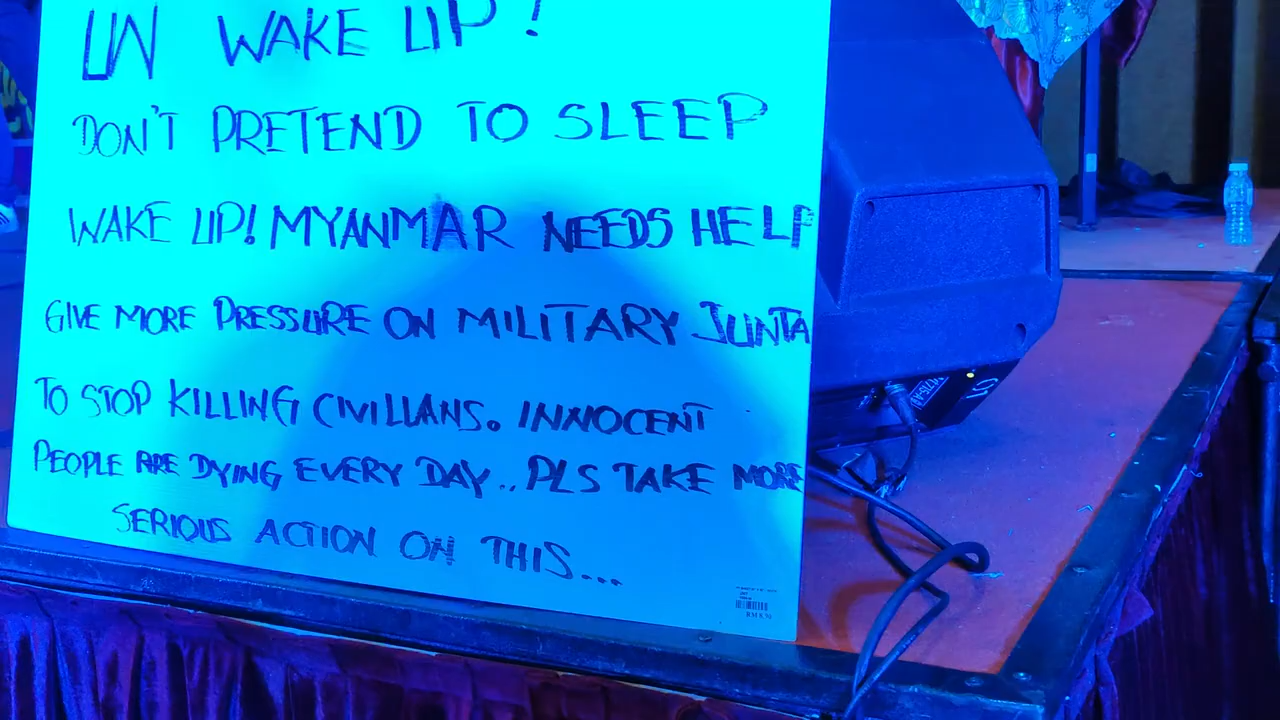 UN WAKE UP!
DON'T PRETEND TO SLEEP
WAKE UP! MYANMAR NEEDS HELP
GIVE MORE PRESSURE ON MILITARY JUNTA
TO STOP KILLING CIVILIANS. INNOCENT
PEOPLE ARE DYING EVERY DAY.. PLS TAKE MORE
SERIOUS ACTION ON THIS...